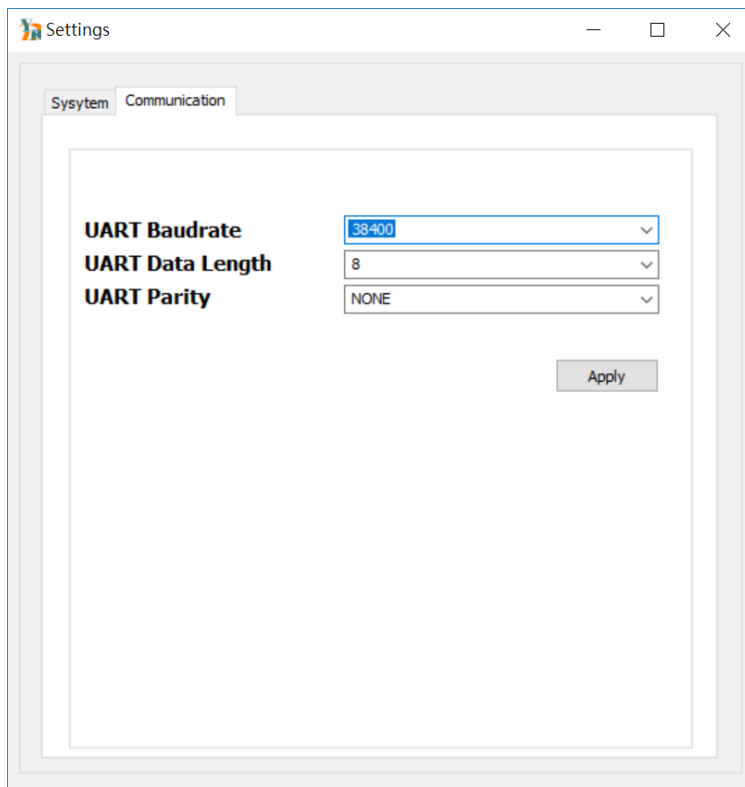 Settings
Sysytem Communication
UART Baudrate 38400
UART Data Length 8
UART Parity NONE
Apply